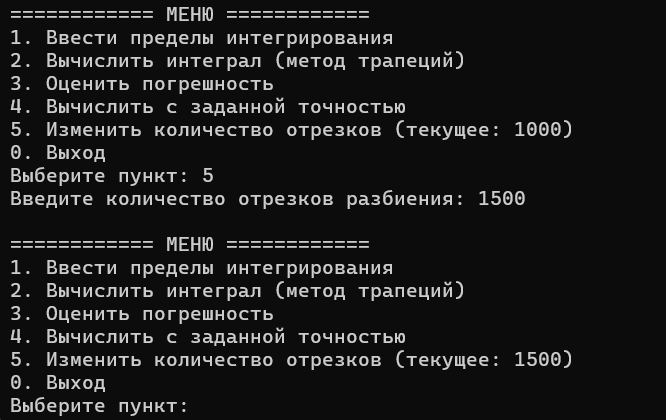 ============ МЕНЮ ============
1. Ввести пределы интегрирования
2. Вычислить интеграл (метод трапеций)
3. Оценить погрешность
4. Вычислить с заданной точностью
5. Изменить количество отрезков (текущее: 1000)
0. Выход
Выберите пункт: 5
Введите количество отрезков разбиения: 1500

============ МЕНЮ ============
1. Ввести пределы интегрирования
2. Вычислить интеграл (метод трапеций)
3. Оценить погрешность
4. Вычислить с заданной точностью
5. Изменить количество отрезков (текущее: 1500)
0. Выход
Выберите пункт: